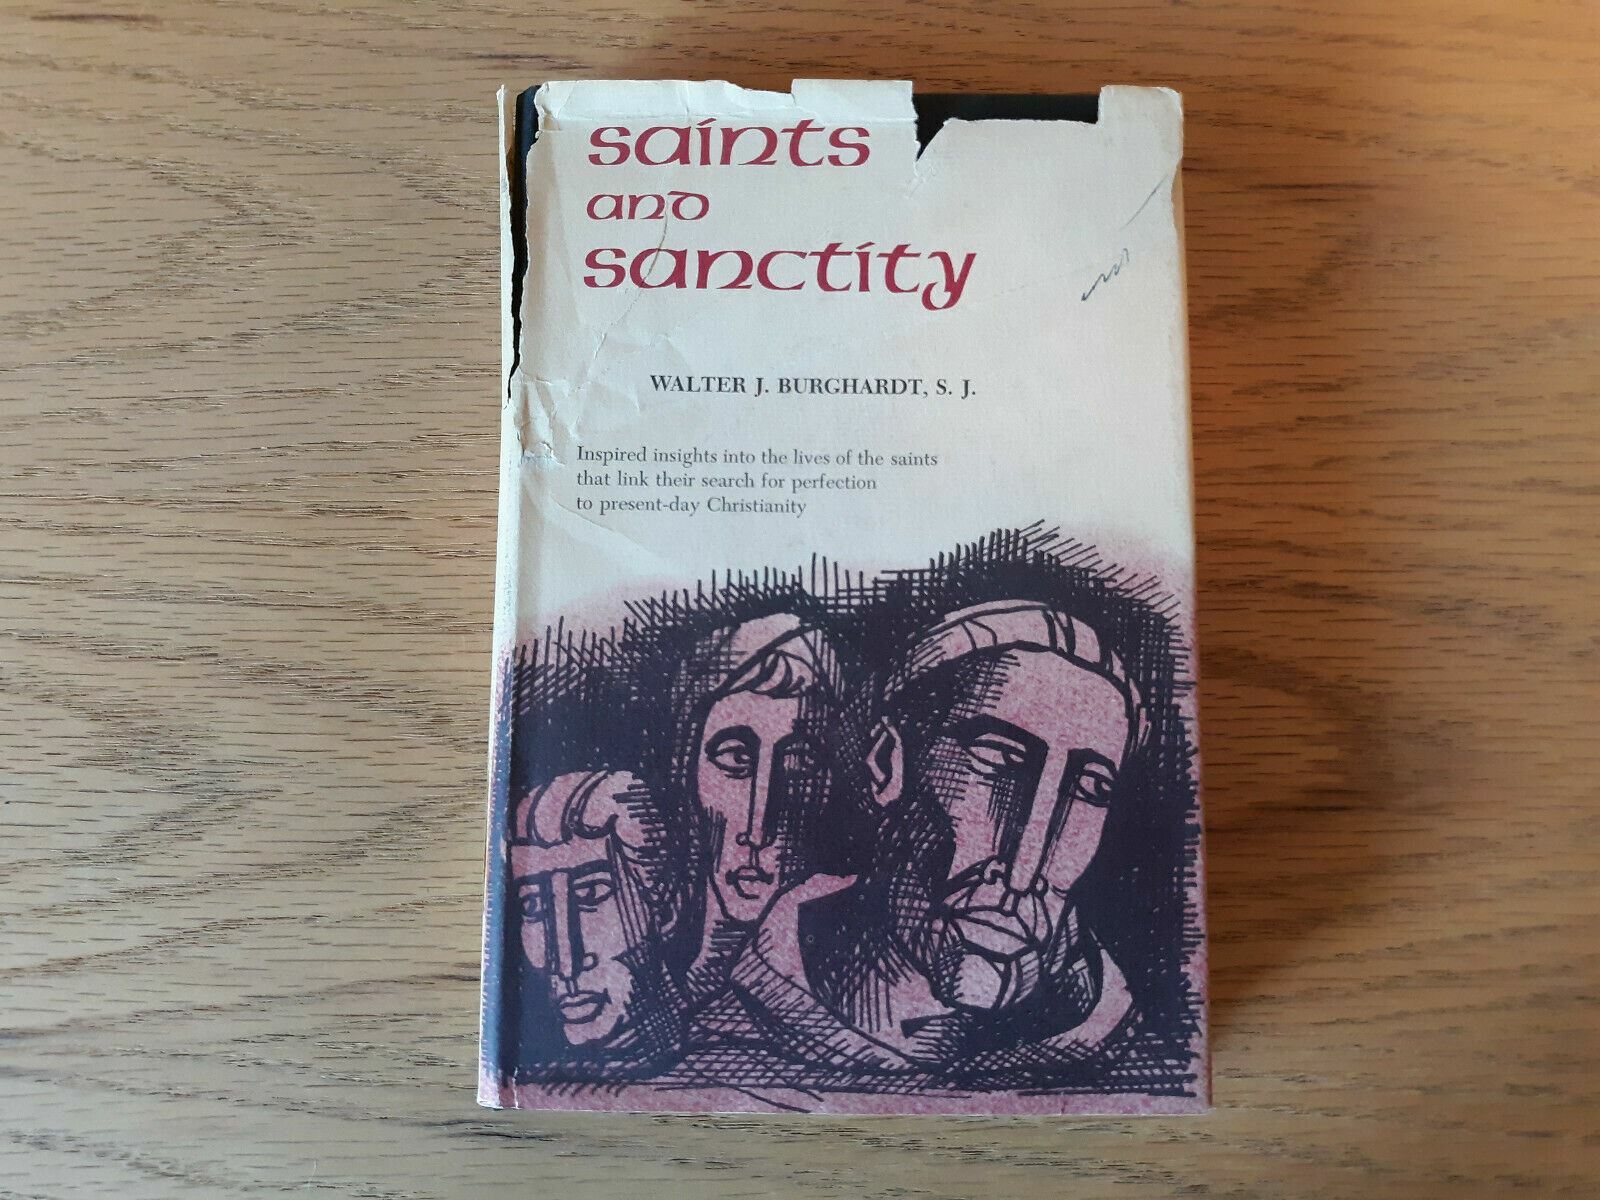 saints
and
sanctity
WALTER J. BURGHARDT, S. J.
Inspired insights into the lives of the saints
that link their search for perfection
to present-day Christianity